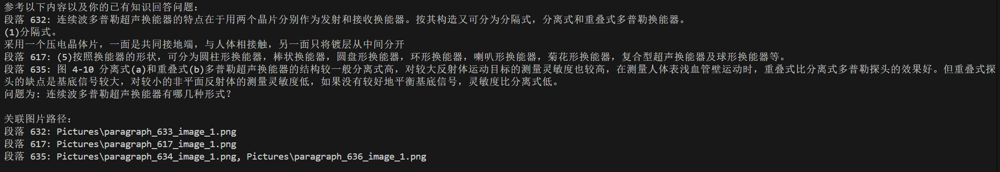 参考以下内容以及你的已有知识回答问题：
段落 632: 连续波多普勒超声换能器的特点在于用两个晶片分别作为发射和接收换能器。按其构造又可分为分隔式，分离式和重叠式多普勒换能器。
(1)分隔式。
采用一个压电晶体片，一面是共同接地端，与人体相接触，另一面只将镀层从中间分开
段落 617: (5)按照换能器的形状，可分为圆柱形换能器，棒状换能器，圆盘形换能器，环形换能器，喇叭形换能器，菊花形换能器，复合型超声换能器及球形换能器等。
段落 635: 图 4-10 分离式(a)和重叠式(b)多普勒超声换能器的结构较一般分离式高，对较大反射体运动目标的测量灵敏度也较高，在测量人体表浅血管壁运动时，重叠式比分离式多普勒探头的效果好。但重叠式探
头的缺点是基底信号较大，对较小的非平面反射体的测量灵敏度低，如果没有较好地平衡基底信号，灵敏度比分离式低。
问题为: 连续波多普勒超声换能器有哪几种形式？
关联图片路径：
段落 632: Pictures\paragraph_633_image_1.png
段落 617: Pictures\paragraph_617_image_1.png
段落 635: Pictures\paragraph_634_image_1.png, Pictures\paragraph_636_image_1.png